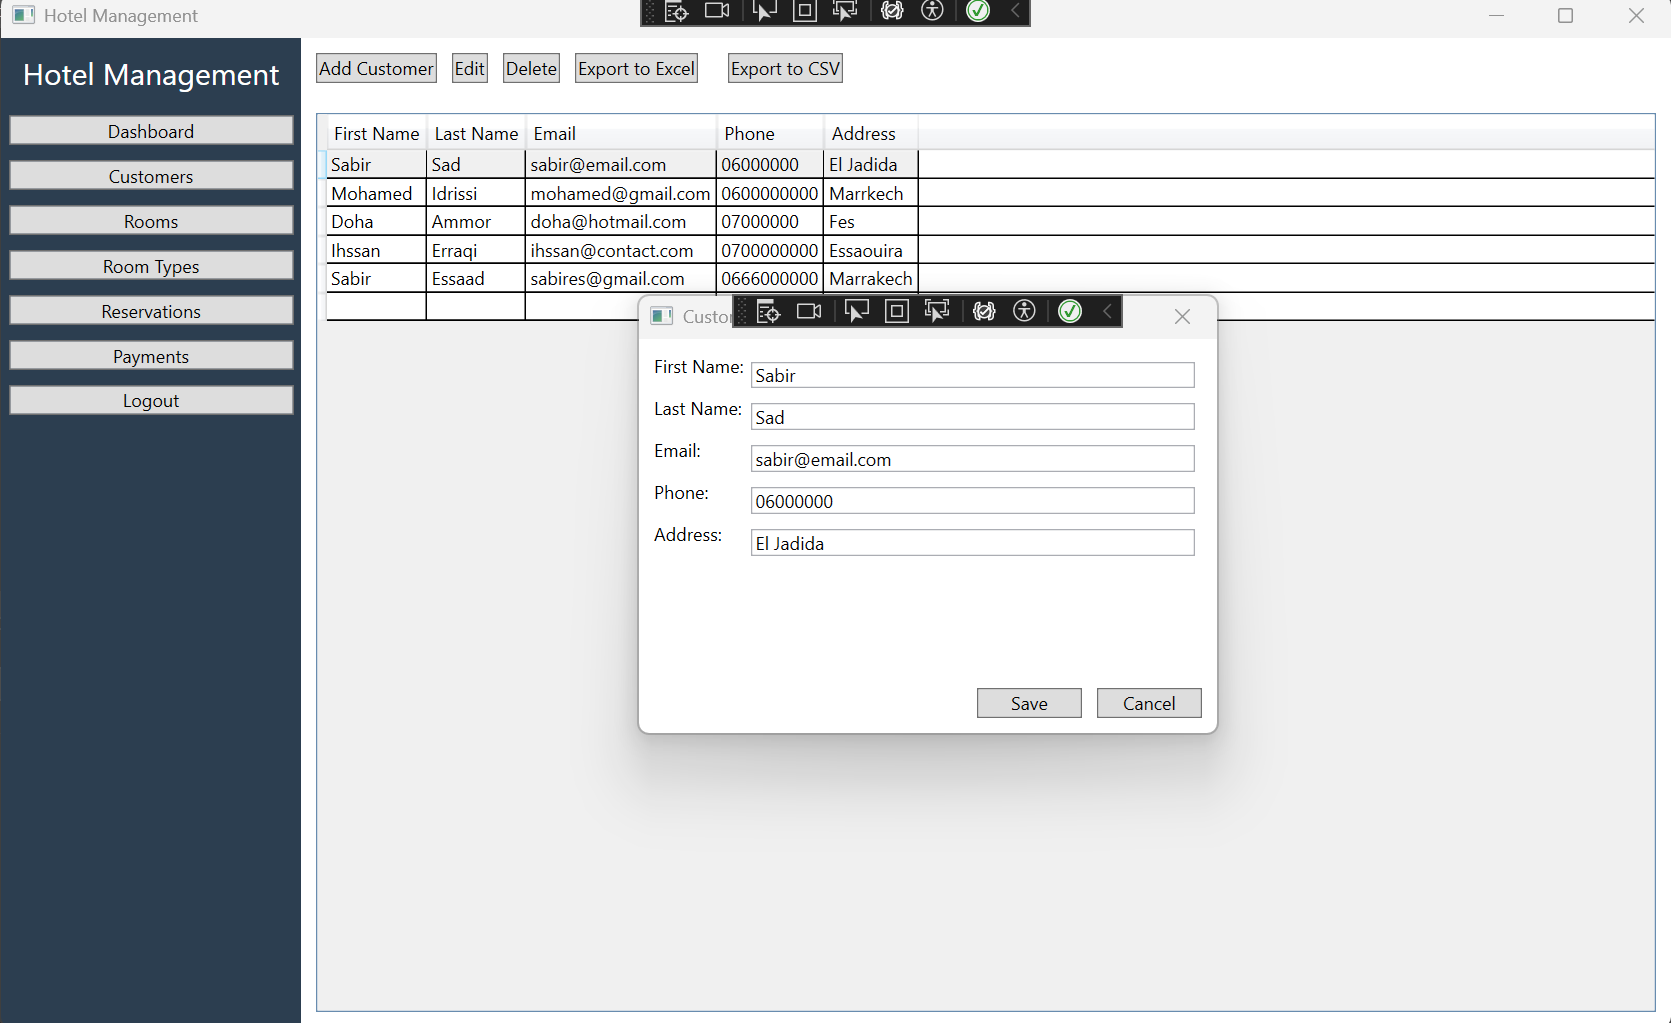 Hotel Management
Hotel Management
Dashboard
Customers
Rooms
Room Types
Reservations
Payments
Logout
Add Customer Edit Delete Export to Excel Export to CSV
First Name Last Name Email Phone Address
Sabir Sad sabir@email.com 06000000 El Jadida
Mohamed Idrissi mohamed@gmail.com 0600000000 Marrkech
Doha Ammor doha@hotmail.com 07000000 Fes
Ihssan Erraqi ihssan@contact.com 0700000000 Essaouira
Sabir Essaad sabires@gmail.com 0666000000 Marrakech
First Name: Sabir
Last Name: Sad
Email: sabir@email.com
Phone: 06000000
Address: El Jadida
Save Cancel